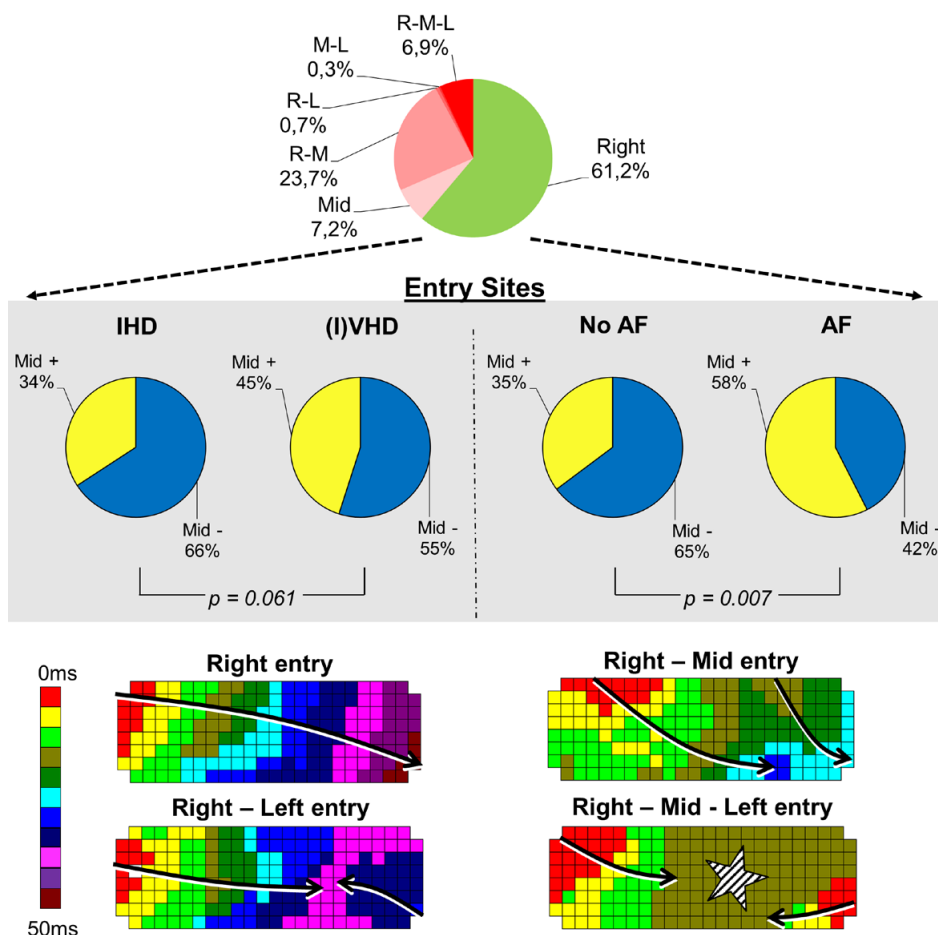 R-M-L
6,9%
M-L
0,3%
R-L
0,7%
R-M
23,7%
Mid
7,2%
Right
61,2%
Entry Sites
IHD
(I)VHD
No AF
AF
Mid +
34%
Mid -
66%
Mid +
45%
Mid -
55%
Mid +
35%
Mid -
65%
Mid +
58%
Mid -
42%
p = 0.061
p = 0.007
0ms
50ms
Right entry
Right – Mid entry
Right – Left entry
Right – Mid - Left entry